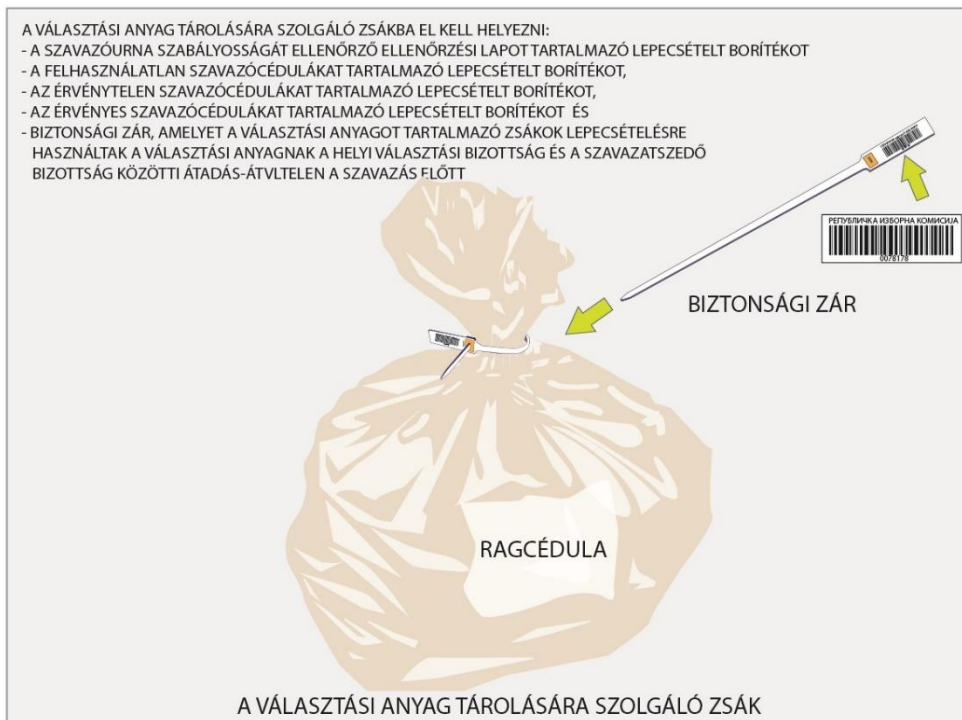 A VÁLASZTÁSI ANYAG TÁROLÁSÁRA SZOLGÁLÓ ZSÁKBA EL KELL HELYEZNI:
- A SZAVAZÓURNA SZABÁLYOSSÁGÁT ELLENŐRZŐ ELLENŐRZÉSI LAPOT TARTALMAZÓ LEPECSÉTELT BORÍTÉKOT
- A FELHASZNÁLATLAN SZAVAZÓCÉDULÁKAT TARTALMAZÓ LEPECSÉTELT BORÍTÉKOT,
- AZ ÉRVÉNYTELEN SZAVAZÓCÉDULÁKAT TARTALMAZÓ LEPECSÉTELT BORÍTÉKOT,
- AZ ÉRVÉNYES SZAVAZÓCÉDULÁKAT TARTALMAZÓ LEPECSÉTELT BORÍTÉKOT ÉS
- BIZTONSÁGI ZÁR, AMELYET A VÁLASZTÁSI ANYAGOT TARTALMAZÓ ZSÁKOK LEPECSÉTELÉSRE
HASZNÁLTAK A VÁLASZTÁSI ANYAGNAK A HELYI VÁLASZTÁSI BIZOTTSÁG ÉS A SZAVAZATSZEDŐ
BIZOTTSÁG KÖZÖTTI ÁTADÁS-ÁTVLTELEN A SZAVAZÁS ELŐTT
РЕПУБЛИЧКА ИЗБОРНА КОМИСИЈА
0078178
BIZTONSÁGI ZÁR
RAGCÉDULA
A VÁLASZTÁSI ANYAG TÁROLÁSÁRA SZOLGÁLÓ ZSÁK